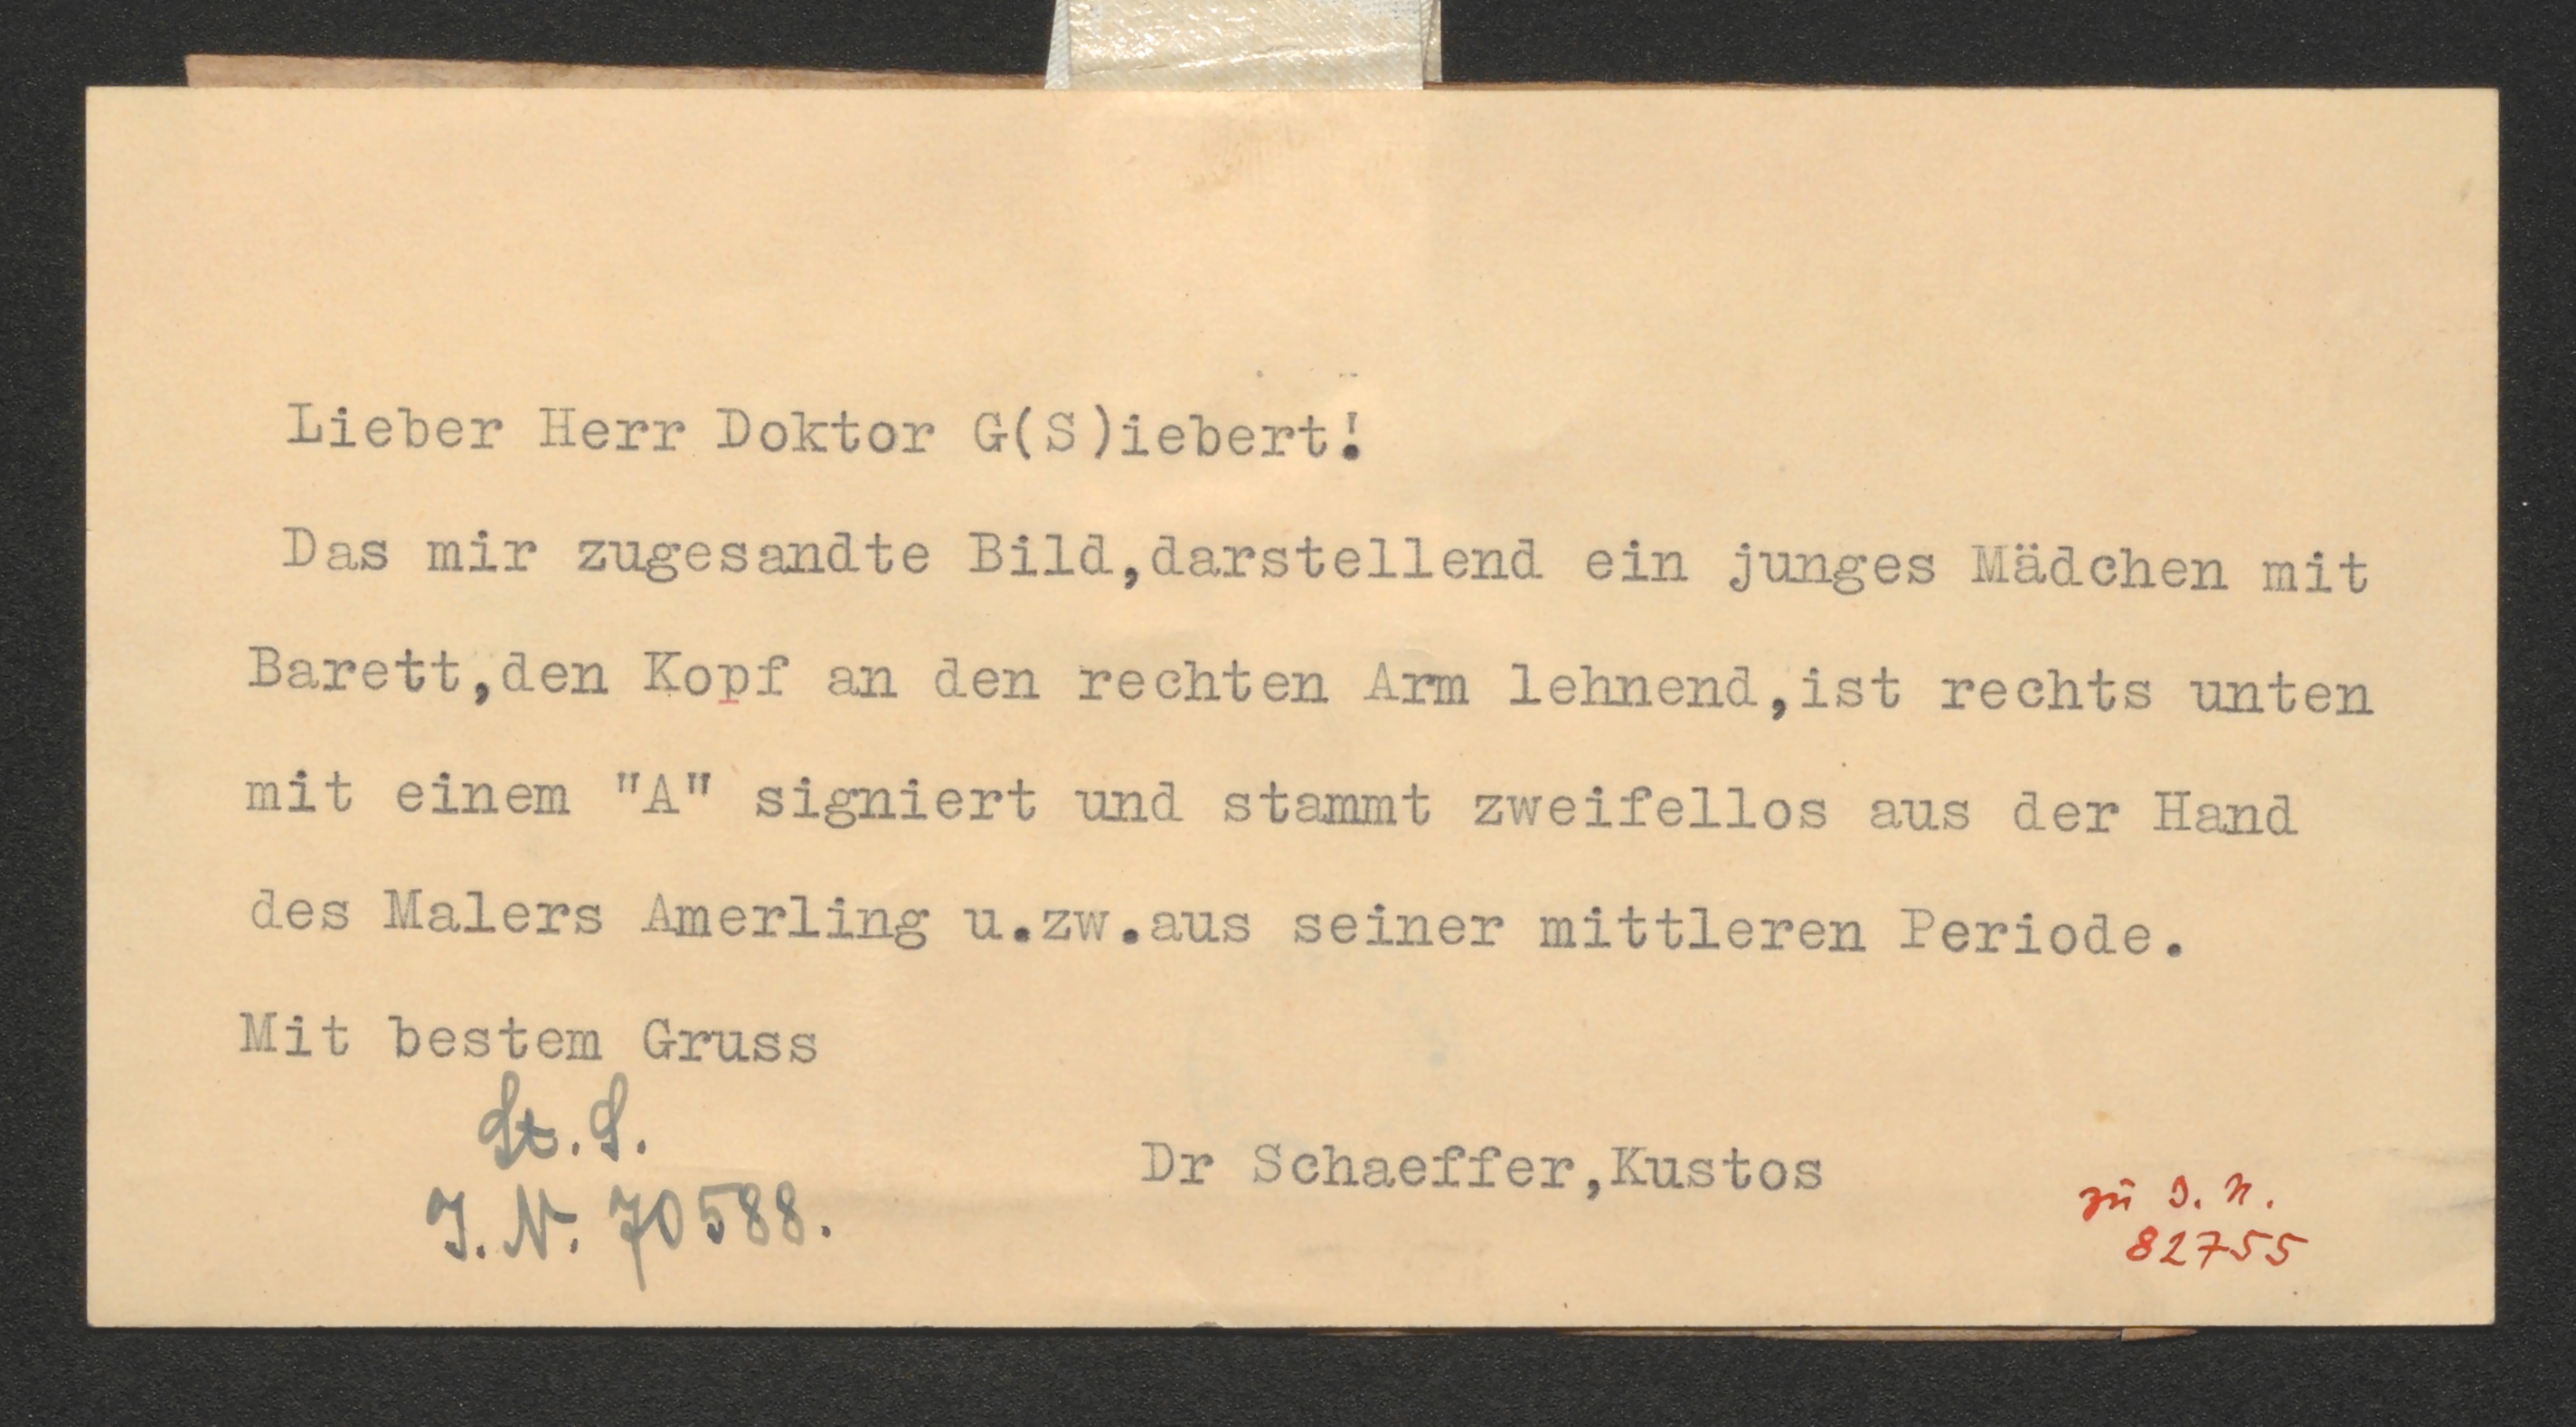 Lieber Herr Doktor G(S)iebert!
Das mir zugesandte Bild,darstellend ein junges Mädchen mit
Barett,den Kopf an den rechten Arm lehnend,ist rechts unten
mit einem "A" signiert und stammt zweifellos aus der Hand
des Malers Amerling u.zw.aus seiner mittleren Periode.
Mit bestem Gruss
St. S.
J. N. 70588.
Dr Schaeffer,Kustos
zu J. N.
82755